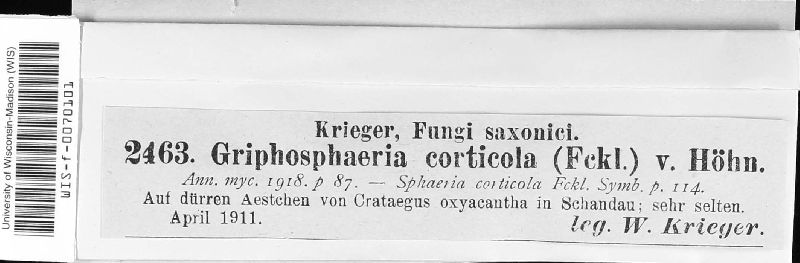 University of Wisconsin-Madison (WIS)
WIS-f-0070101
Krieger, Fungi saxonici.
2463. Griphosphaeria corticola (Fckl.) v. Höhn.
Ann. myc. 1918. p 87. — Sphaeria corticola Fckl. Symb. p. 114.
Auf dürren Aestchen von Crataegus oxyacantha in Schandau; sehr selten.
April 1911.
leg. W. Krieger.